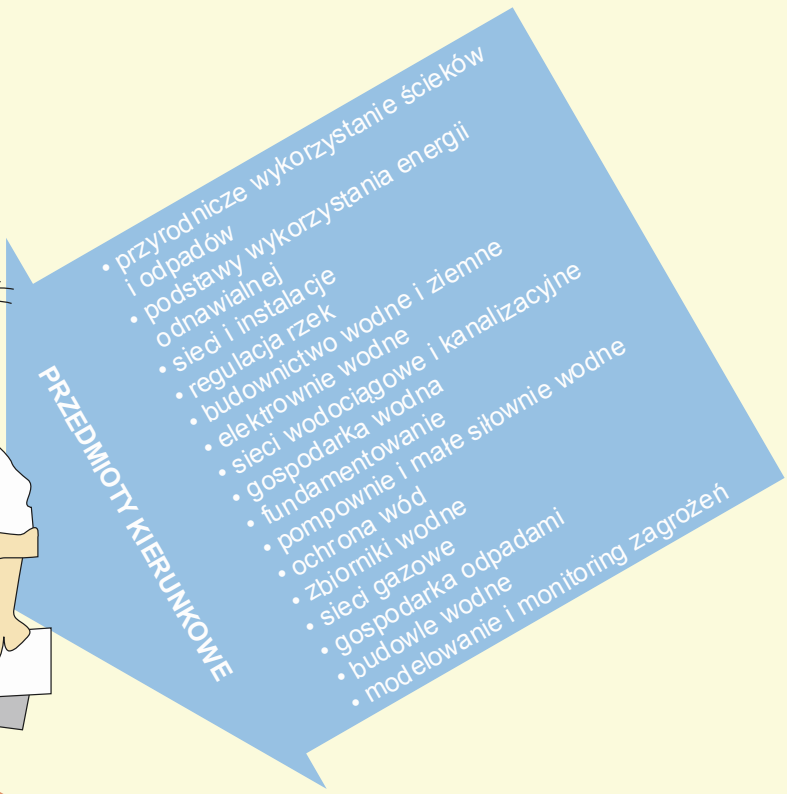 PRZEDMIOTY KIERUNKOWE
• przyrodnicze wykorzystanie ścieków
i odpadów
• podstawy wykorzystania energii
odnawialnej
• sieci i instalacje
• regulacja rzek
• budownictwo wodne i ziemne
• elektrownie wodne
• sieci wodociągowe i kanalizacyjne
• gospodarka wodna
• fundamentowanie
• pompownie i małe siłownie wodne
• ochrona wód
• zbiorniki wodne
• sieci gazowe
• gospodarka odpadami
• budowle wodne
• modelowanie i monitoring zagrożeń